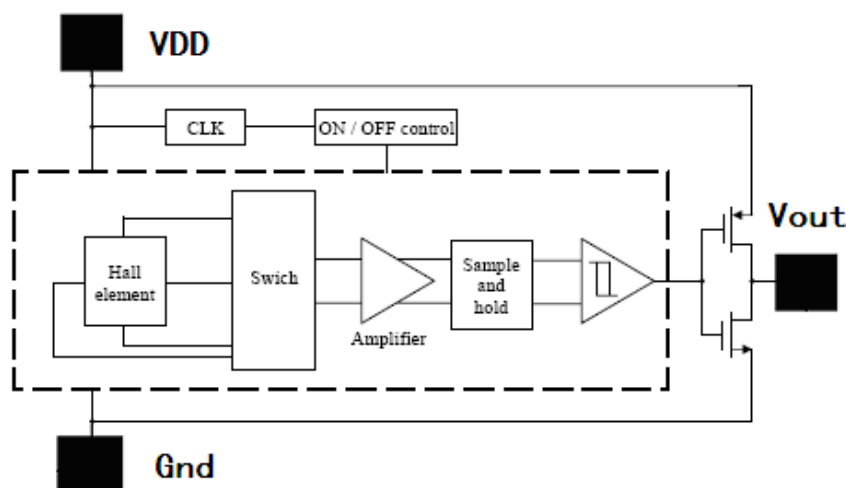 VDD
CLK
ON / OFF control
Vout
Hall
element
Swich
Sample
and
hold
Amplifier
Gnd